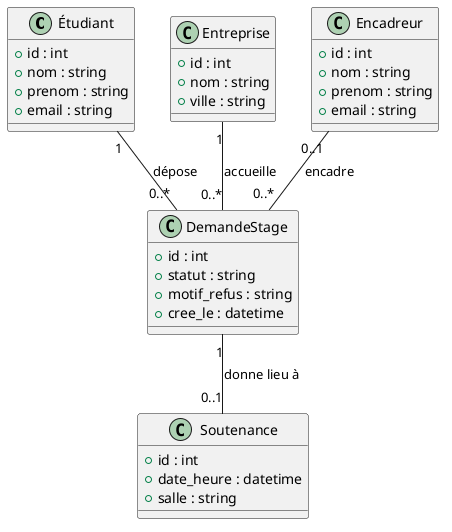 C Étudiant
+ id : int
+ nom : string
+ prenom : string
+ email : string
C Entreprise
+ id : int
+ nom : string
+ ville : string
C Encadreur
+ id : int
+ nom : string
+ prenom : string
+ email : string
1
dépose
0..*
1
accueille
0..*
0..1
encadre
0..*
C DemandeStage
+ id : int
+ statut : string
+ motif_refus : string
+ cree_le : datetime
1
donne lieu à
0..1
C Soutenance
+ id : int
+ date_heure : datetime
+ salle : string